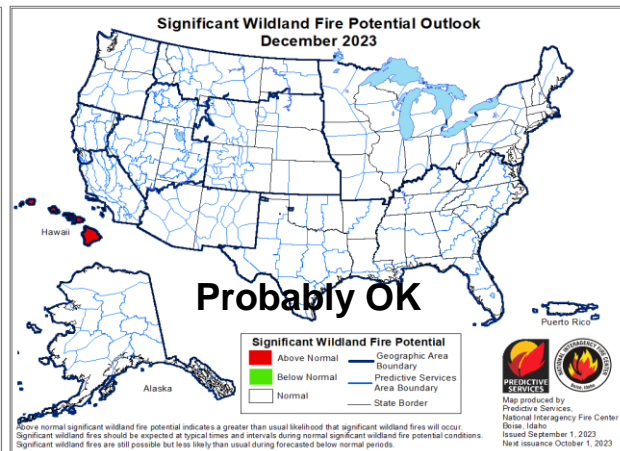 Significant Wildland Fire Potential Outlook
December 2023
Hawaii
Probably OK
Puerto Rico
Alaska
Significant Wildland Fire Potential
Above Normal
Below Normal
Normal
Geographic Area
Boundary
Predictive Services
Area Boundary
State Border
PREDICTIVE
SERVICES
NATIONAL INTERAGENCY FIRE CENTER
Boise, Idaho
Map produced by
Predictive Services,
National Interagency Fire Center
Boise, Idaho
Issued September 1, 2023
Next issuance October 1, 2023
Above normal significant wildland fire potential indicates a greater than usual likelihood that significant wildland fires will occur.
Significant wildland fires should be expected at typical times and intervals during normal significant wildland fire potential conditions.
Significant wildland fires are still possible but less likely than usual during forecasted below normal periods.